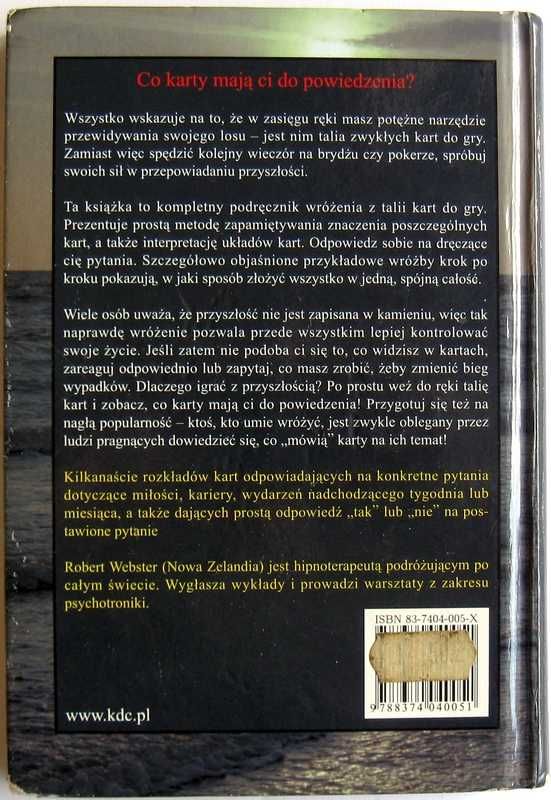 Co karty mają ci do powiedzenia?
Wszystko wskazuje na to, że w zasięgu ręki masz potężne narzędzie
przewidywania swojego losu – jest nim talia zwykłych kart do gry.
Zamiast więc spędzić kolejny wieczór na brydżu czy pokerze, spróbuj
swoich sił w przepowiadaniu przyszłości.
Ta książka to kompletny podręcznik wróżenia z talii kart do gry.
Prezentuje prostą metodę zapamiętywania znaczenia poszczególnych
kart, a także interpretację układów kart. Odpowiedz sobie na dręczące
cię pytania. Szczegółowo objaśnione przykładowe wróżby krok po
kroku pokazują, w jaki sposób złożyć wszystko w jedną, spójną całość.
Wiele osób uważa, że przyszłość nie jest zapisana w kamieniu, więc tak
naprawdę wróżenie pozwala przede wszystkim lepiej kontrolować
swoje życie. Jeśli zatem nie podoba ci się to, co widzisz w kartach,
zareaguj odpowiednio lub zapytaj, co masz zrobić, żeby zmienić bieg
wypadków. Dlaczego igrać z przyszłością? Po prostu weź do ręki talię
kart i zobacz, co karty mają ci do powiedzenia! Przygotuj się też na
nagłą popularność – ktoś, kto umie wróżyć, jest zwykle oblegany przez
ludzi pragnących dowiedzieć się, co „mówią” karty na ich temat!
Kilkanaście rozkładów kart odpowiadających na konkretne pytania
dotyczące miłości, kariery, wydarzeń nadchodzącego tygodnia lub
miesiąca, a także dających prostą odpowiedź „tak” lub „nie” na pos-
tawione pytanie
Robert Webster (Nowa Zelandia) jest hipnoterapeutą podróżującym po
całym świecie. Wygłasza wykłady i prowadzi warsztaty z zakresu
psychotroniki.
ISBN 83-7404-005-X
9788374040051
www.kdc.pl